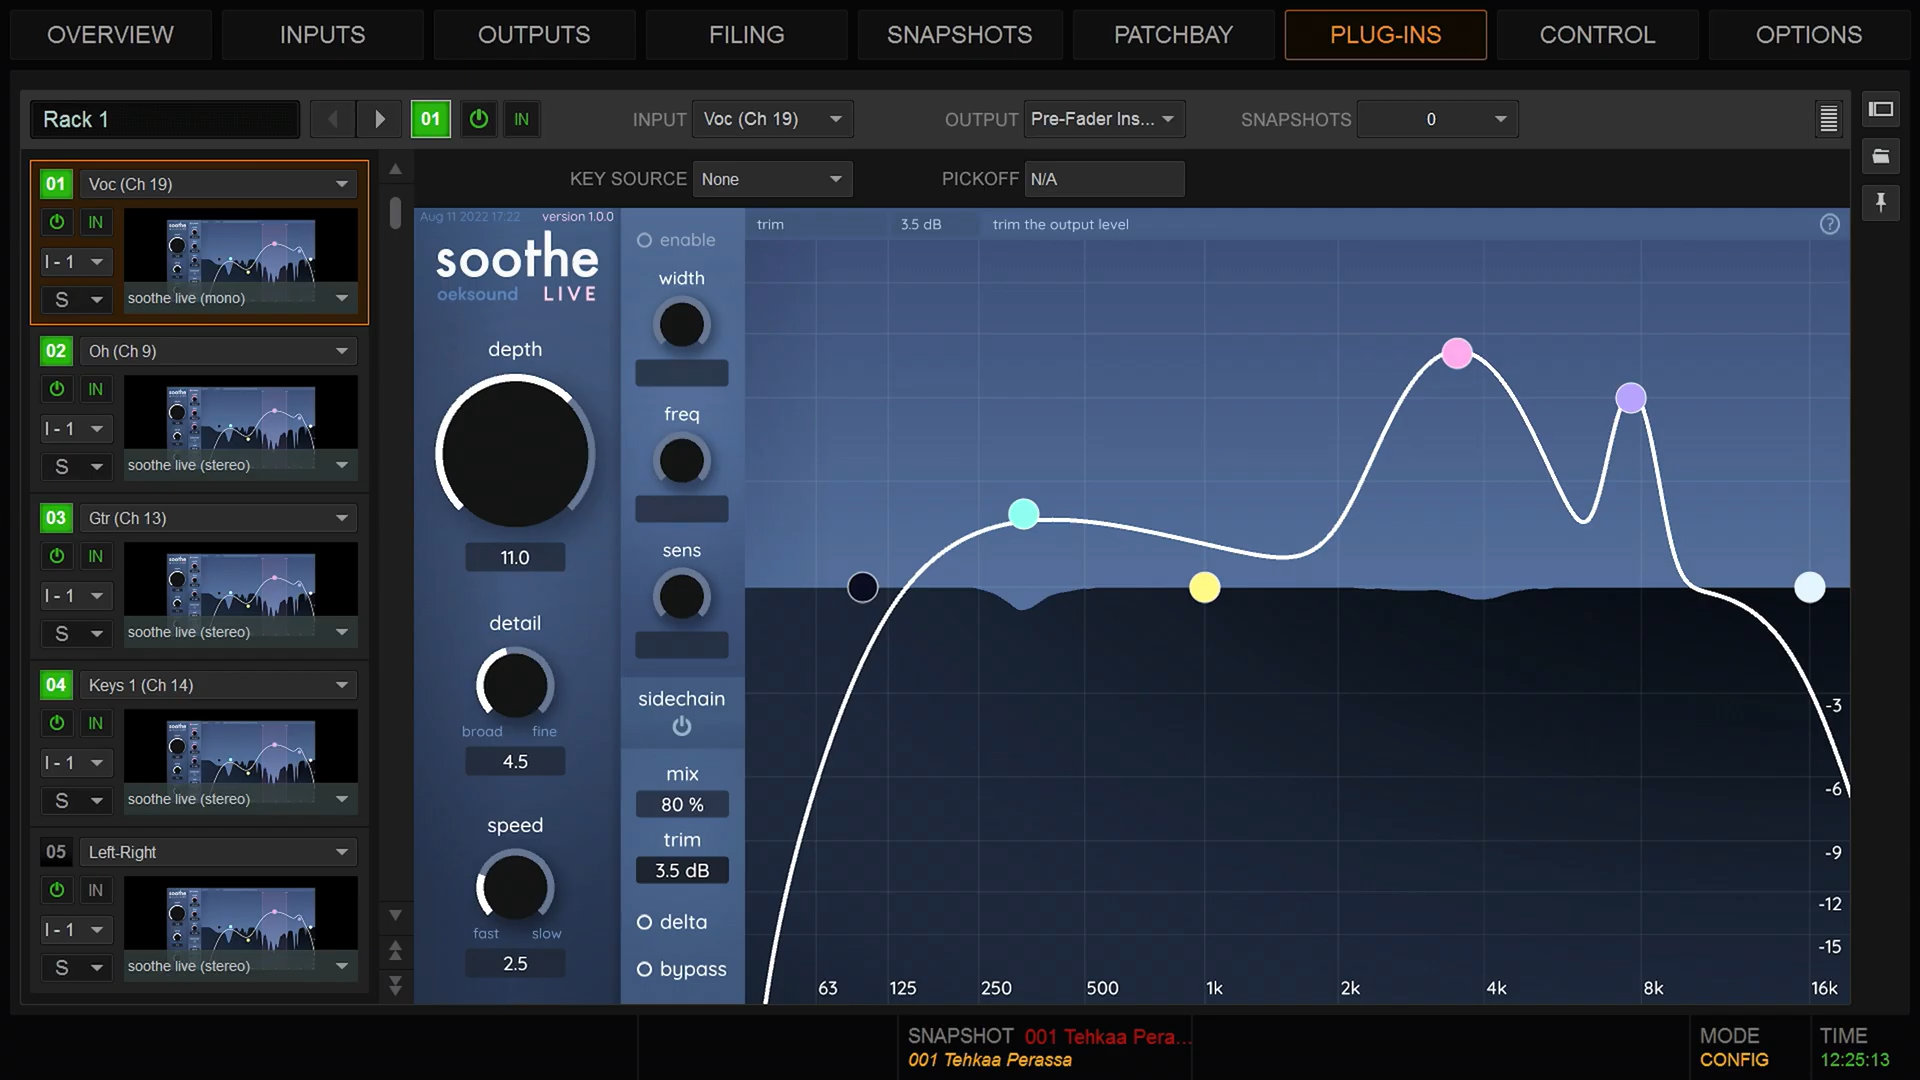 OVERVIEW INPUTS OUTPUTS FILING SNAPSHOTS PATCHBAY PLUG-INS CONTROL OPTIONS
Rack 1 01 IN INPUT Voc (Ch 19) OUTPUT Pre-Fader Ins... SNAPSHOTS 0
KEY SOURCE None PICKOFF N/A
01 Voc (Ch 19)
IN
I - 1
S soothe live (mono)
02 Oh (Ch 9)
IN
I - 1
S soothe live (stereo)
03 Gtr (Ch 13)
IN
I - 1
S soothe live (stereo)
04 Keys 1 (Ch 14)
IN
I - 1
S soothe live (stereo)
05 Left-Right
IN
I - 1
S soothe live (stereo)
Aug 11 2022 17:22 version 1.0.0
soothe
oeksound LIVE
depth
11.0
detail
broad fine
4.5
speed
fast slow
2.5
enable
width
freq
sens
sidechain
mix
80 %
trim
3.5 dB
delta
bypass
trim 3.5 dB trim the output level ?
-3
-6
-9
-12
-15
63 125 250 500 1k 2k 4k 8k 16k
SNAPSHOT 001 Tehkaa Pera...
001 Tehkaa Perassa
MODE
CONFIG
TIME
12:25:13